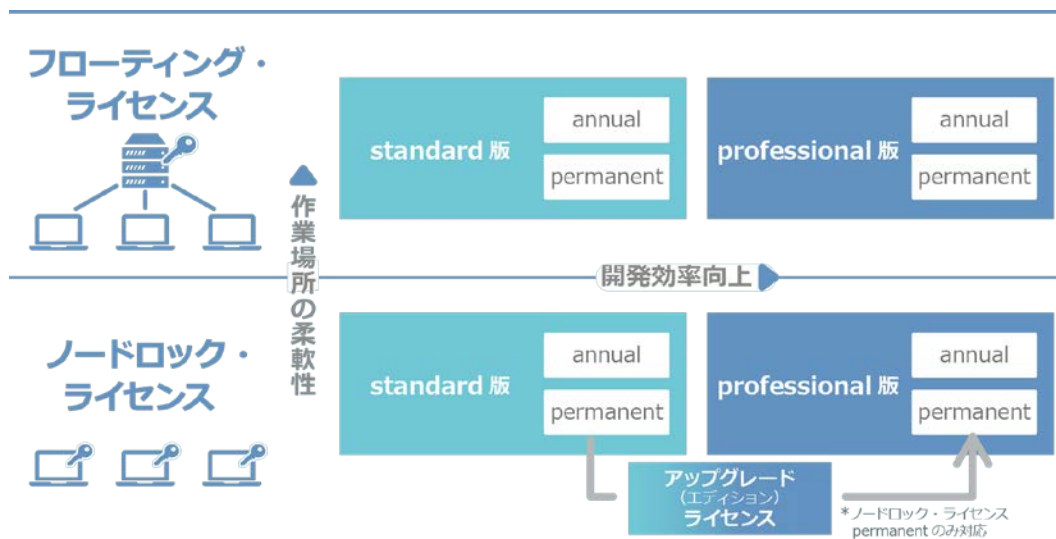 フローティング・
ライセンス
standard 版
annual
permanent
professional 版
annual
permanent
作業場所の柔軟性
開発効率向上
ノードロック・
ライセンス
standard 版
annual
permanent
professional 版
annual
permanent
アップグレード
（エディション）
ライセンス
*ノードロック・ライセンス
permanent のみ対応